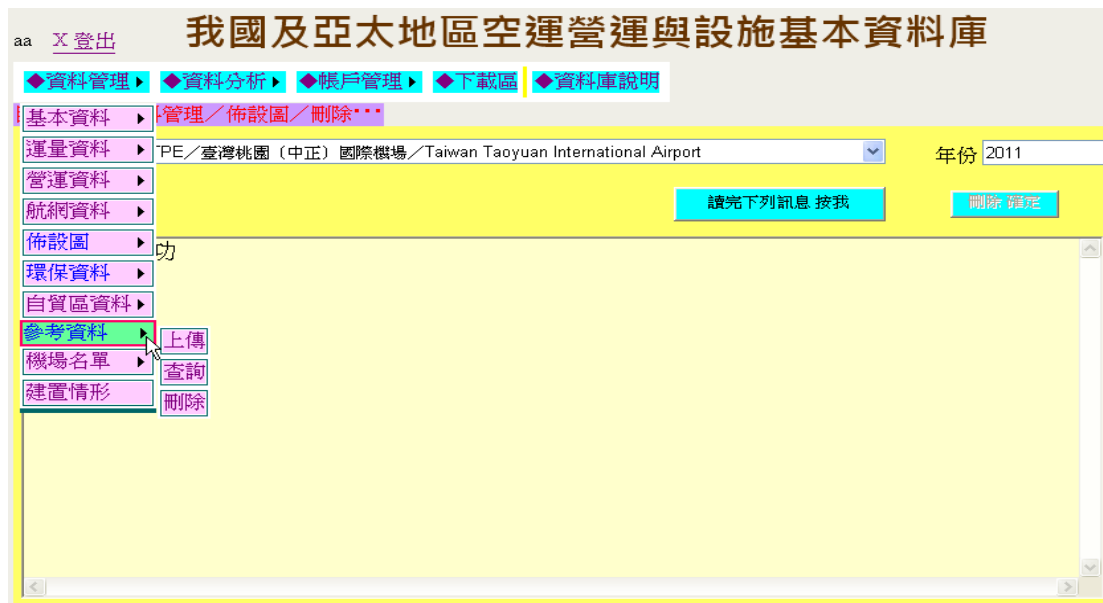 aa X 登出 我國及亞太地區空運營運與設施基本資料庫
◆資料管理▶ ◆資料分析▶ ◆帳戶管理▶ ◆下載區 ◆資料庫說明
管理／佈設圖／刪除･･･
基本資料 ▶
運量資料 ▶ TPE／臺灣桃園（中正）國際機場／Taiwan Taoyuan International Airport 年份 2011
營運資料 ▶
讀完下列訊息 按我 刪除 確定
航網資料 ▶
佈設圖 ▶
功
環保資料 ▶
自貿區資料▶
參考資料 ▶ 上傳
機場名單 ▶ 查詢
建置情形 刪除